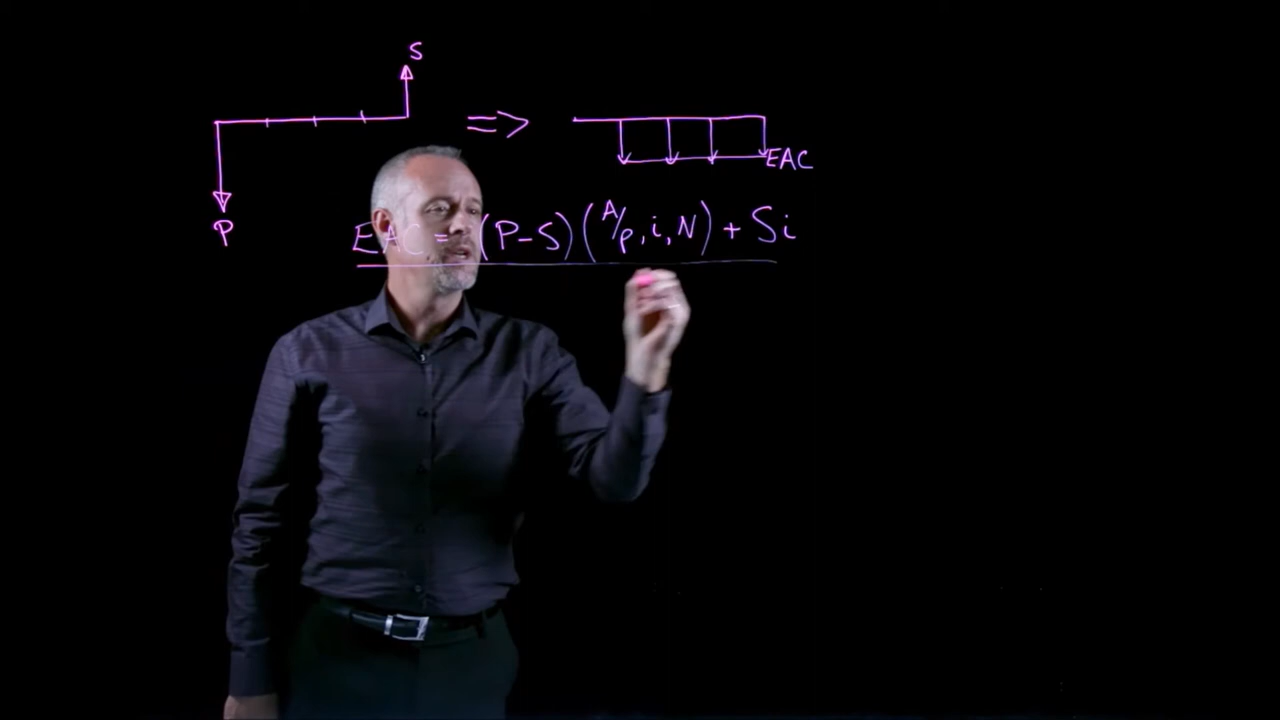 S
=> EAC
P
EAC = (P-S)(A/P, i, N) + Si